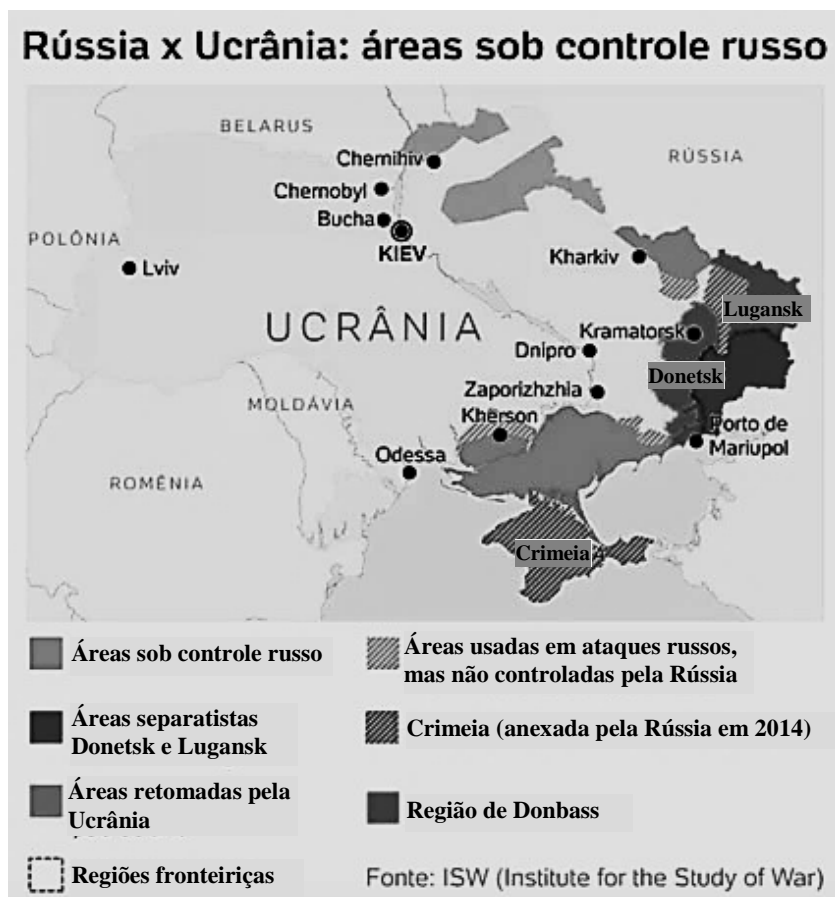 Rússia x Ucrânia: áreas sob controle russo
BELARUS
RÚSSIA
Chernihiv
Chernobyl
Bucha
KIEV
POLÔNIA
Lviv
Kharkiv
UCRÂNIA
Lugansk
Kramatorsk
Dnipro
Donetsk
Zaporizhzhia
MOLDÁVIA
Kherson
Porto de
Mariupol
Odessa
ROMÊNIA
Crimeia
Áreas sob controle russo
Áreas usadas em ataques russos,
mas não controladas pela Rússia
Áreas separatistas
Donetsk e Lugansk
Crimeia (anexada pela Rússia em 2014)
Áreas retomadas pela
Ucrânia
Região de Donbass
Regiões fronteiriças
Fonte: ISW (Institute for the Study of War)